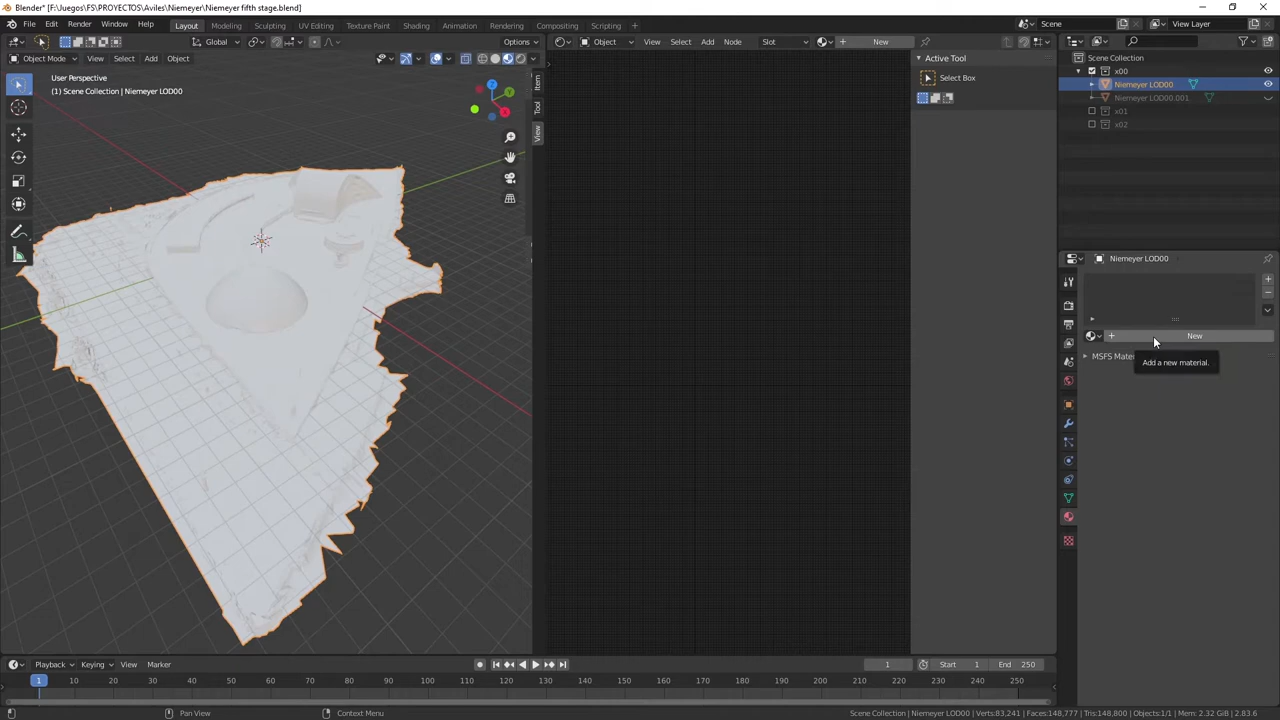 Blender* [F:\Juegos\FS\PROYECTOS\Aviles\Niemeyer\Niemeyer fifth stage.blend]
File Edit Render Window Help Layout Modeling Sculpting UV Editing Texture Paint Shading Animation Rendering Compositing Scripting + Scene View Layer
Global Options Object View Select Add Node Slot New
Object Mode View Select Add Object
User Perspective
(1) Scene Collection | Niemeyer LOD00
Item
Tool
View
Active Tool
Select Box
Scene Collection
x00
Niemeyer LOD00
Niemeyer LOD00.001
x01
x02
Niemeyer LOD00
New
MSFS Mate
Add a new material.
X
Y
Z
Playback Keying View Marker 1 Start 1 End 250
1 10 20 30 40 50 60 70 80 90 100 110 120 130 140 150 160 170 180 190 200 210 220 230 240 250
Select Pan View Context Menu Scene Collection | Niemeyer LOD00 | Verts:83,241 | Faces:148,777 | Tris:148,800 | Objects:1/1 | Mem: 2.32 GiB | 2.83.6